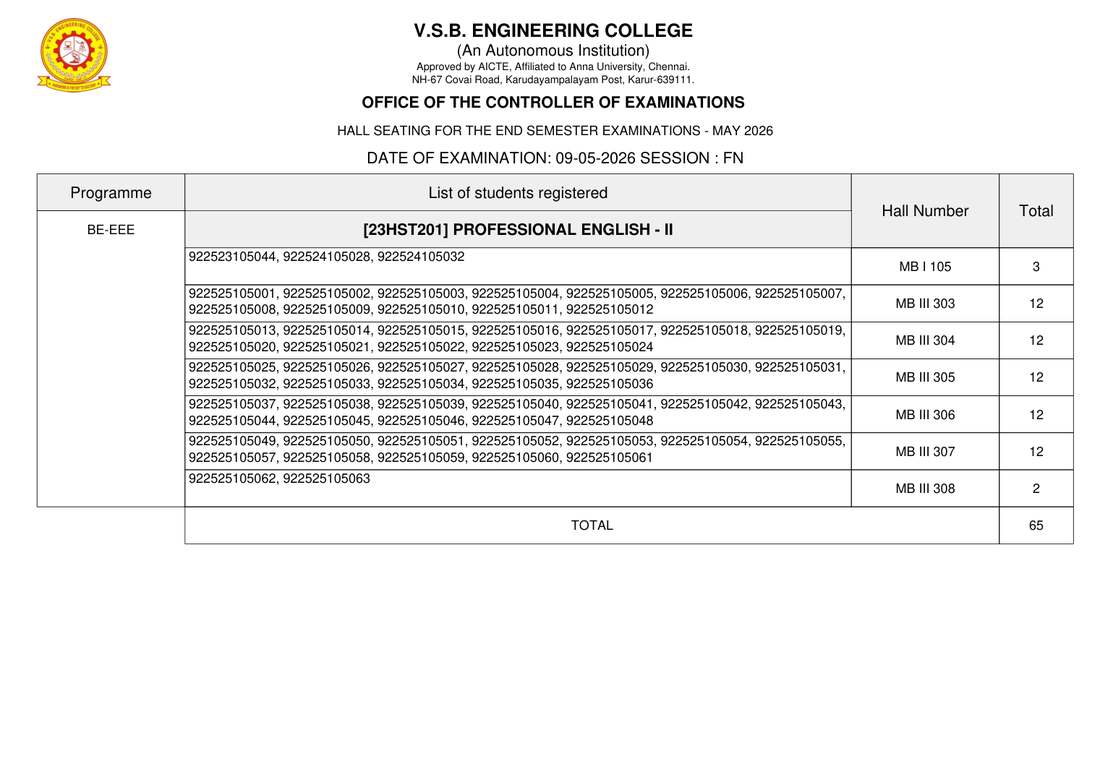 V.S.B. ENGINEERING COLLEGE
(An Autonomous Institution)
Approved by AICTE, Affiliated to Anna University, Chennai.
NH-67 Covai Road, Karudayampalayam Post, Karur-639111.
OFFICE OF THE CONTROLLER OF EXAMINATIONS
HALL SEATING FOR THE END SEMESTER EXAMINATIONS - MAY 2026
DATE OF EXAMINATION: 09-05-2026 SESSION : FN
Programme List of students registered Hall Number Total
BE-EEE [23HST201] PROFESSIONAL ENGLISH - II
922523105044, 922524105028, 922524105032 MB I 105 3
922525105001, 922525105002, 922525105003, 922525105004, 922525105005, 922525105006, 922525105007,
922525105008, 922525105009, 922525105010, 922525105011, 922525105012 MB III 303 12
922525105013, 922525105014, 922525105015, 922525105016, 922525105017, 922525105018, 922525105019,
922525105020, 922525105021, 922525105022, 922525105023, 922525105024 MB III 304 12
922525105025, 922525105026, 922525105027, 922525105028, 922525105029, 922525105030, 922525105031,
922525105032, 922525105033, 922525105034, 922525105035, 922525105036 MB III 305 12
922525105037, 922525105038, 922525105039, 922525105040, 922525105041, 922525105042, 922525105043,
922525105044, 922525105045, 922525105046, 922525105047, 922525105048 MB III 306 12
922525105049, 922525105050, 922525105051, 922525105052, 922525105053, 922525105054, 922525105055,
922525105057, 922525105058, 922525105059, 922525105060, 922525105061 MB III 307 12
922525105062, 922525105063 MB III 308 2
TOTAL 65